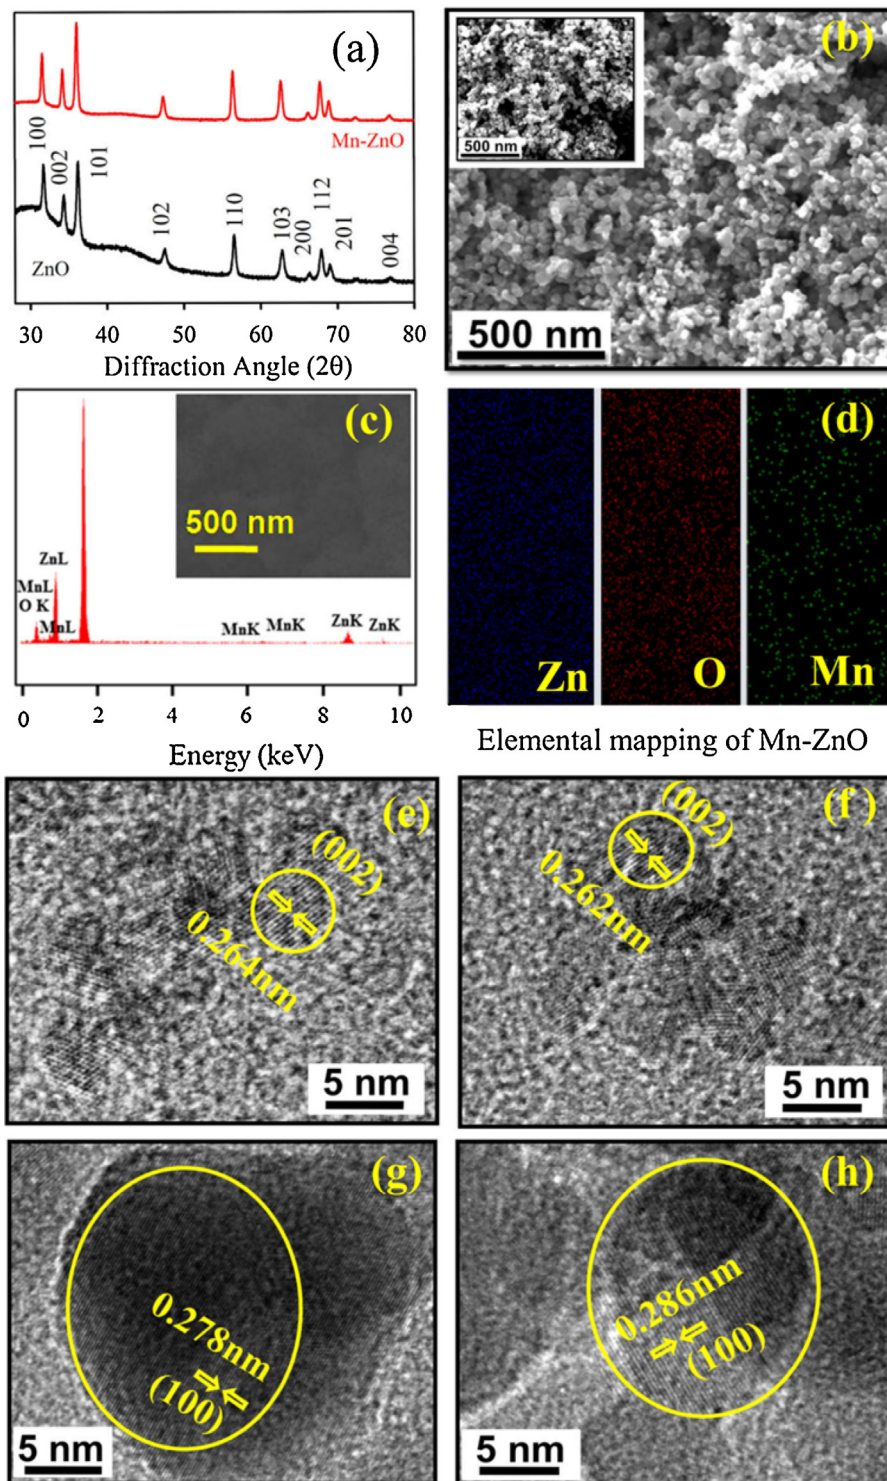 (a)
Mn-ZnO
100
002
101
102
110
103
200
112
201
004
ZnO
30 40 50 60 70 80
Diffraction Angle (2θ)
(b)
500 nm
500 nm
(c)
500 nm
ZnL
MnL
O K
MnL
MnK
MnK
ZnK
ZnK
0 2 4 6 8 10
Energy (keV)
(d)
Zn
O
Mn
Elemental mapping of Mn-ZnO
(e)
(002)
0.264nm
5 nm
(f)
(002)
0.262nm
5 nm
(g)
0.278nm
(100)
5 nm
(h)
0.286nm
(100)
5 nm